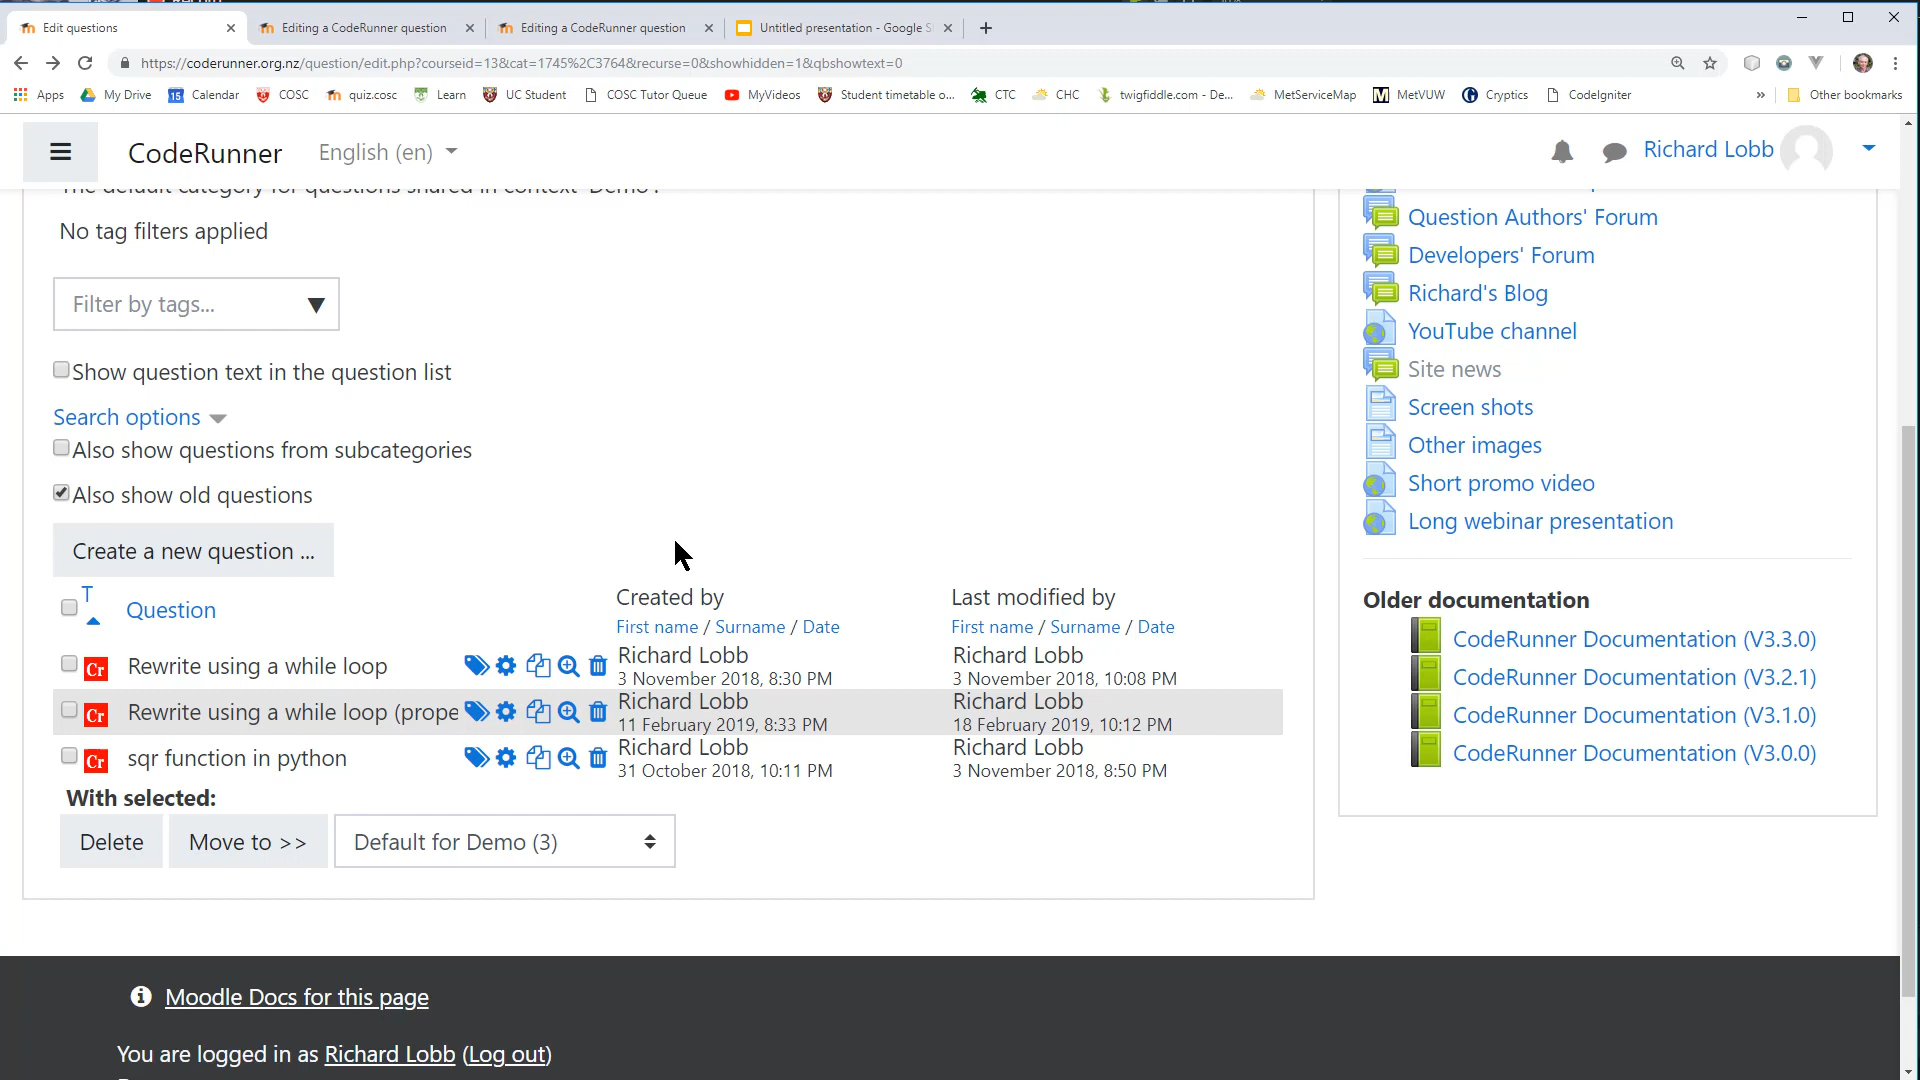 Edit questions
Editing a CodeRunner question
Editing a CodeRunner question
Untitled presentation - Google S
https://coderunner.org.nz/question/edit.php?courseid=13&cat=1745%2C3764&recurse=0&showhidden=1&qbshowtext=0
Apps My Drive Calendar COSC quiz.cosc Learn UC Student COSC Tutor Queue MyVideos Student timetable o... CTC CHC twigfiddle.com - De... MetServiceMap MetVUW Cryptics CodeIgniter » Other bookmarks
CodeRunner English (en) Richard Lobb
The default category for questions shared in context 'Demo'.
No tag filters applied
Filter by tags...
Show question text in the question list
Search options
Also show questions from subcategories
Also show old questions
Create a new question ...
T
Question
Created by
First name / Surname / Date
Last modified by
First name / Surname / Date
Cr Rewrite using a while loop
Richard Lobb
3 November 2018, 8:30 PM
Richard Lobb
3 November 2018, 10:08 PM
Cr Rewrite using a while loop (prope
Richard Lobb
11 February 2019, 8:33 PM
Richard Lobb
18 February 2019, 10:12 PM
Cr sqr function in python
Richard Lobb
31 October 2018, 10:11 PM
Richard Lobb
3 November 2018, 8:50 PM
With selected:
Delete Move to >> Default for Demo (3)
Question Authors' Forum
Developers' Forum
Richard's Blog
YouTube channel
Site news
Screen shots
Other images
Short promo video
Long webinar presentation
Older documentation
CodeRunner Documentation (V3.3.0)
CodeRunner Documentation (V3.2.1)
CodeRunner Documentation (V3.1.0)
CodeRunner Documentation (V3.0.0)
Moodle Docs for this page
You are logged in as Richard Lobb (Log out)